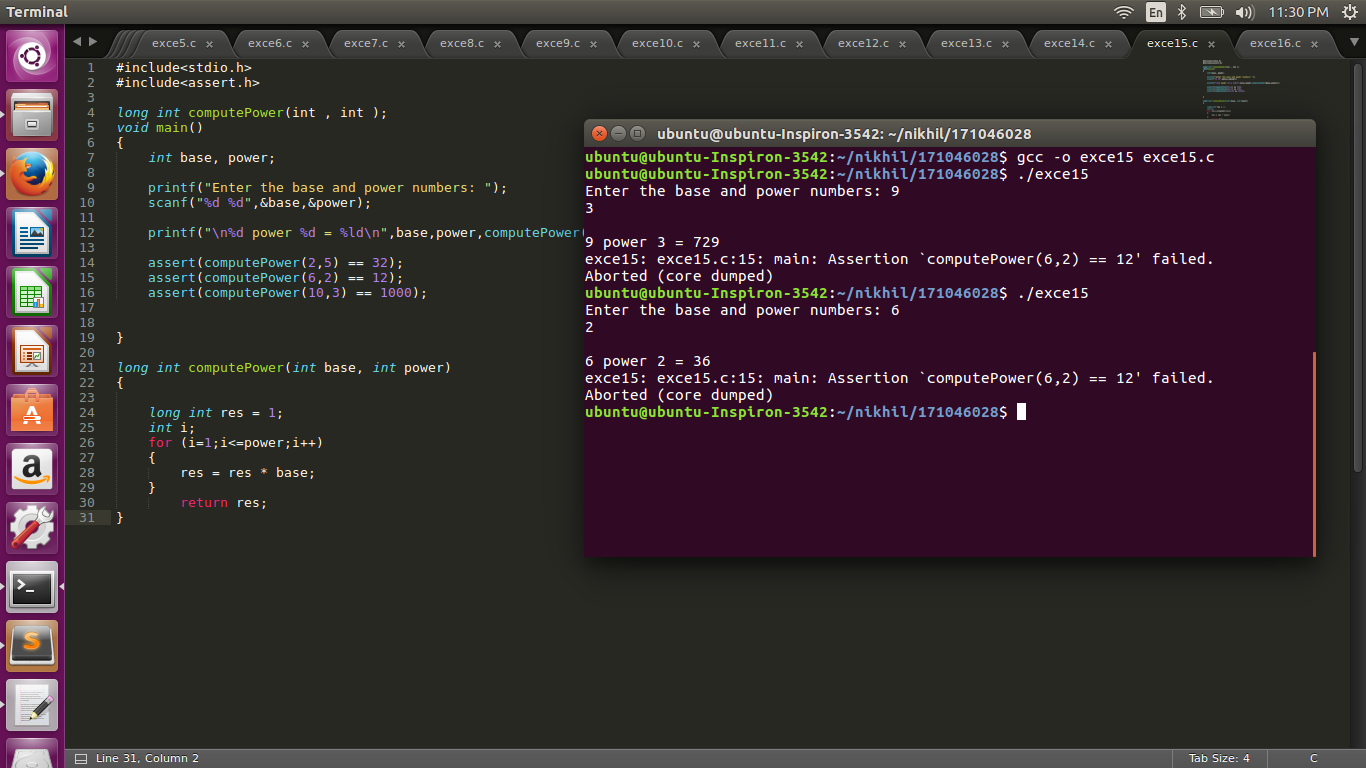 Terminal
En
11:30 PM
exce5.c ×
exce6.c ×
exce7.c ×
exce8.c ×
exce9.c ×
exce10.c ×
exce11.c ×
exce12.c ×
exce13.c ×
exce14.c ×
exce15.c ×
exce16.c ×
1 #include<stdio.h>
2 #include<assert.h>
3
4 long int computePower(int , int );
5 void main()
6 {
7 int base, power;
8
9 printf("Enter the base and power numbers: ");
10 scanf("%d %d",&base,&power);
11
12 printf("\n%d power %d = %ld\n",base,power,computePower(
13
14 assert(computePower(2,5) == 32);
15 assert(computePower(6,2) == 12);
16 assert(computePower(10,3) == 1000);
17
18
19 }
20
21 long int computePower(int base, int power)
22 {
23
24 long int res = 1;
25 int i;
26 for (i=1;i<=power;i++)
27 {
28 res = res * base;
29 }
30 return res;
31 }
ubuntu@ubuntu-Inspiron-3542: ~/nikhil/171046028
ubuntu@ubuntu-Inspiron-3542:~/nikhil/171046028$ gcc -o exce15 exce15.c
ubuntu@ubuntu-Inspiron-3542:~/nikhil/171046028$ ./exce15
Enter the base and power numbers: 9
3
9 power 3 = 729
exce15: exce15.c:15: main: Assertion `computePower(6,2) == 12' failed.
Aborted (core dumped)
ubuntu@ubuntu-Inspiron-3542:~/nikhil/171046028$ ./exce15
Enter the base and power numbers: 6
2
6 power 2 = 36
exce15: exce15.c:15: main: Assertion `computePower(6,2) == 12' failed.
Aborted (core dumped)
ubuntu@ubuntu-Inspiron-3542:~/nikhil/171046028$
Line 31, Column 2
Tab Size: 4
C